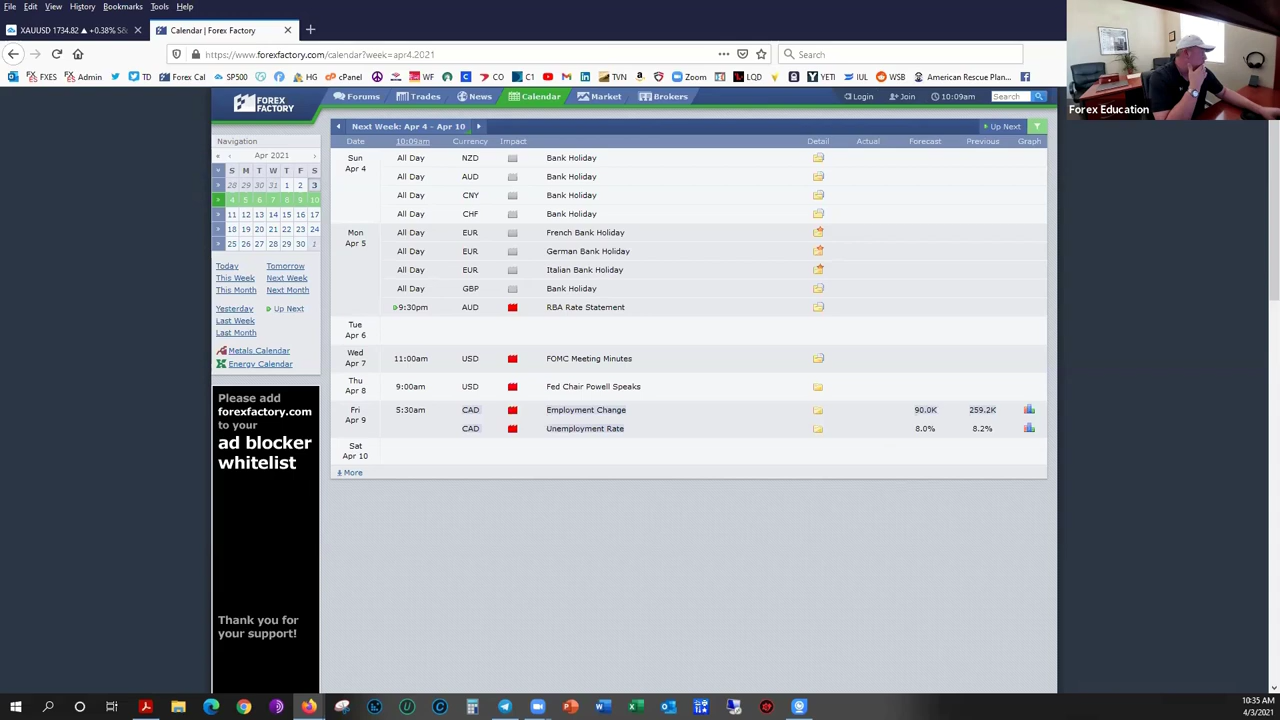 File Edit View History Bookmarks Tools Help
XAUUSD 1734.82 ▲ +0.38%
Calendar | Forex Factory
https://www.forexfactory.com/calendar?week=apr4.2021
Search
FXES Admin TD Forex Cal SP500 HG cPanel WF CO C1 TVN Zoom LQD YETI IUL WSB American Rescue Plan...
Forex Education
FOREX FACTORY
Forums Trades News Calendar Market Brokers Login Join 10:09am Search
Navigation
Apr 2021
S M T W T F S
28 29 30 31 1 2 3
4 5 6 7 8 9 10
11 12 13 14 15 16 17
18 19 20 21 22 23 24
25 26 27 28 29 30 1
Today Tomorrow
This Week Next Week
This Month Next Month
Yesterday Up Next
Last Week
Last Month
Metals Calendar
Energy Calendar
Please add
forexfactory.com
to your
ad blocker
whitelist
Thank you for
your support!
Next Week: Apr 4 - Apr 10 Up Next
Date 10:09am Currency Impact Detail Actual Forecast Previous Graph
Sun Apr 4 All Day NZD Bank Holiday
All Day AUD Bank Holiday
All Day CNY Bank Holiday
All Day CHF Bank Holiday
Mon Apr 5 All Day EUR French Bank Holiday
All Day EUR German Bank Holiday
All Day EUR Italian Bank Holiday
All Day GBP Bank Holiday
9:30pm AUD RBA Rate Statement
Tue Apr 6
Wed Apr 7 11:00am USD FOMC Meeting Minutes
Thu Apr 8 9:00am USD Fed Chair Powell Speaks
Fri Apr 9 5:30am CAD Employment Change 90.0K 259.2K
CAD Unemployment Rate 8.0% 8.2%
Sat Apr 10
More
10:35 AM
4/3/2021